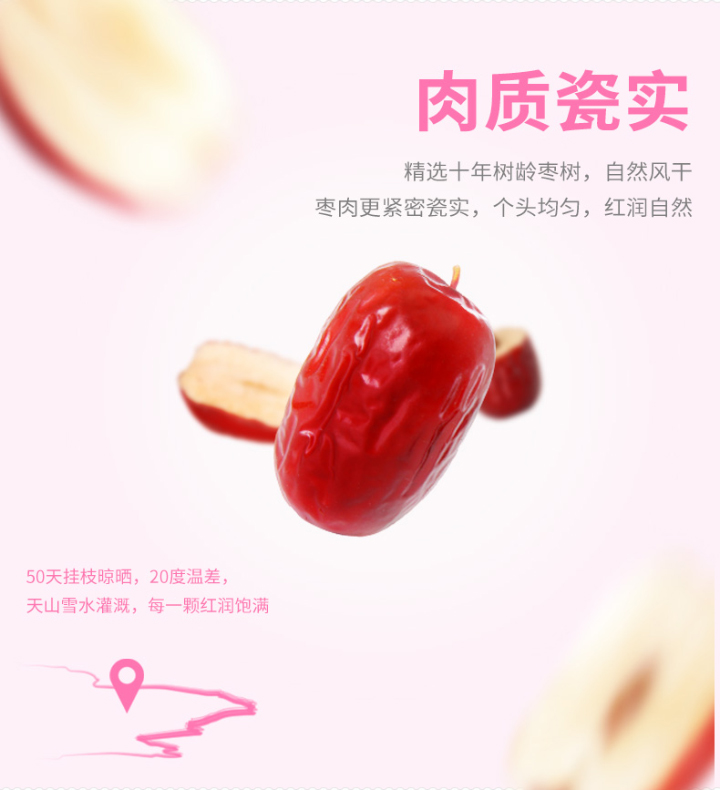 肉质瓷实
精选十年树龄枣树，自然风干
枣肉更紧密瓷实，个头均匀，红润自然
50天挂枝晾晒，20度温差，
天山雪水灌溉，每一颗红润饱满